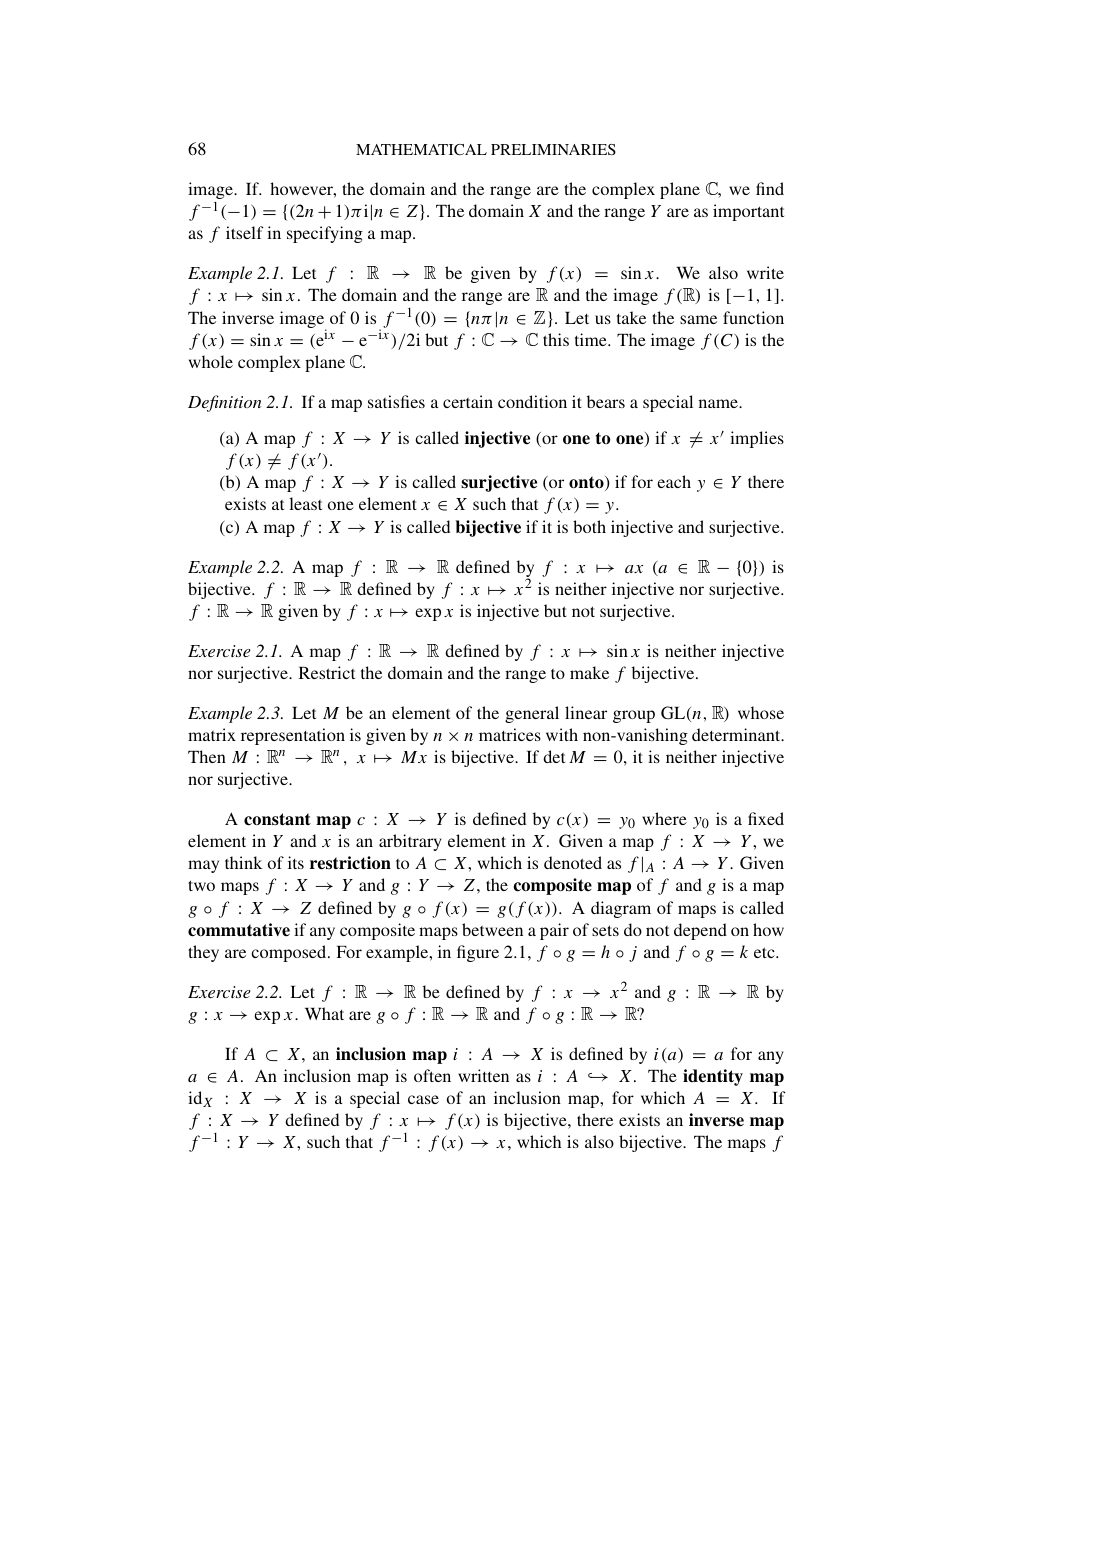 68 MATHEMATICAL PRELIMINARIES
image. If. however, the domain and the range are the complex plane ℂ, we find
f⁻¹(−1) = {(2n + 1)πi|n ∈ Z}. The domain X and the range Y are as important
as f itself in specifying a map.
Example 2.1. Let f : ℝ → ℝ be given by f(x) = sin x. We also write
f : x ↦ sin x. The domain and the range are ℝ and the image f(ℝ) is [−1, 1].
The inverse image of 0 is f⁻¹(0) = {nπ|n ∈ ℤ}. Let us take the same function
f(x) = sin x = (e^{ix} − e^{−ix})/2i but f : ℂ → ℂ this time. The image f(C) is the
whole complex plane ℂ.
Definition 2.1. If a map satisfies a certain condition it bears a special name.
(a) A map f : X → Y is called injective (or one to one) if x ≠ x′ implies
f(x) ≠ f(x′).
(b) A map f : X → Y is called surjective (or onto) if for each y ∈ Y there
exists at least one element x ∈ X such that f(x) = y.
(c) A map f : X → Y is called bijective if it is both injective and surjective.
Example 2.2. A map f : ℝ → ℝ defined by f : x ↦ ax (a ∈ ℝ − {0}) is
bijective. f : ℝ → ℝ defined by f : x ↦ x² is neither injective nor surjective.
f : ℝ → ℝ given by f : x ↦ exp x is injective but not surjective.
Exercise 2.1. A map f : ℝ → ℝ defined by f : x ↦ sin x is neither injective
nor surjective. Restrict the domain and the range to make f bijective.
Example 2.3. Let M be an element of the general linear group GL(n, ℝ) whose
matrix representation is given by n × n matrices with non-vanishing determinant.
Then M : ℝⁿ → ℝⁿ, x ↦ Mx is bijective. If det M = 0, it is neither injective
nor surjective.
A constant map c : X → Y is defined by c(x) = y₀ where y₀ is a fixed
element in Y and x is an arbitrary element in X. Given a map f : X → Y, we
may think of its restriction to A ⊂ X, which is denoted as f|_A : A → Y. Given
two maps f : X → Y and g : Y → Z, the composite map of f and g is a map
g ∘ f : X → Z defined by g ∘ f(x) = g(f(x)). A diagram of maps is called
commutative if any composite maps between a pair of sets do not depend on how
they are composed. For example, in figure 2.1, f ∘ g = h ∘ j and f ∘ g = k etc.
Exercise 2.2. Let f : ℝ → ℝ be defined by f : x → x² and g : ℝ → ℝ by
g : x → exp x. What are g ∘ f : ℝ → ℝ and f ∘ g : ℝ → ℝ?
If A ⊂ X, an inclusion map i : A → X is defined by i(a) = a for any
a ∈ A. An inclusion map is often written as i : A ↪ X. The identity map
id_X : X → X is a special case of an inclusion map, for which A = X. If
f : X → Y defined by f : x ↦ f(x) is bijective, there exists an inverse map
f⁻¹ : Y → X, such that f⁻¹ : f(x) → x, which is also bijective. The maps f